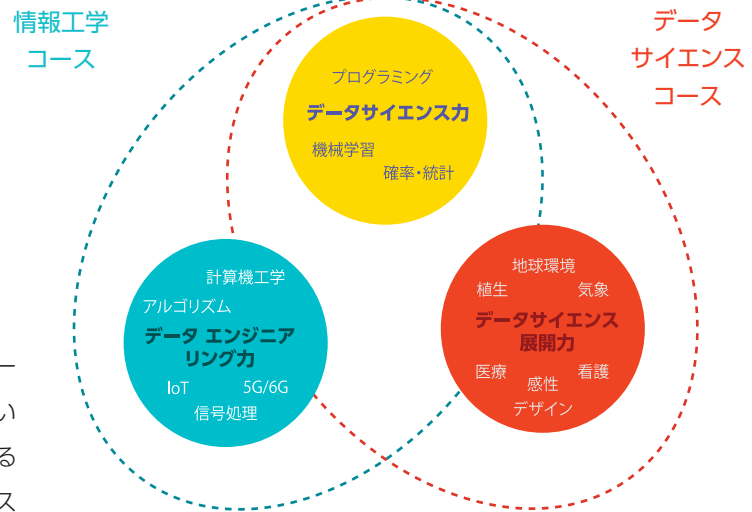 情報工学
コース
データ
サイエンス
コース
プログラミング
データサイエンス力
機械学習
確率・統計
計算機工学
アルゴリズム
データ エンジニア
リング力
IoT 5G/6G
信号処理
地球環境
植生 気象
データサイエンス
展開力
医療 看護
感性
デザイン
ー
い
る
ス